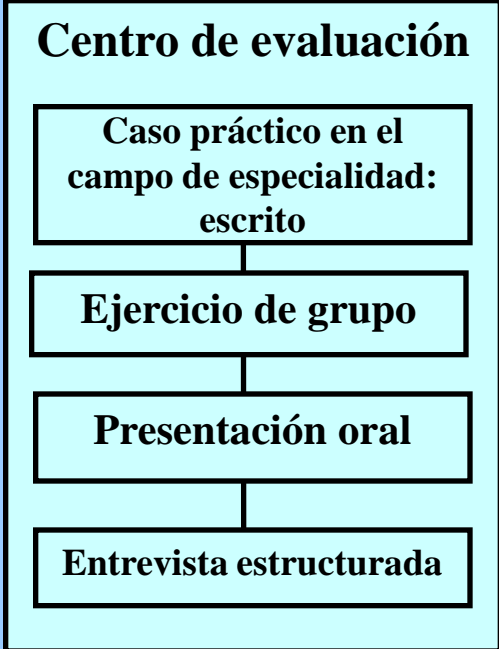 Centro de evaluación
Caso práctico en el
campo de especialidad:
escrito
Ejercicio de grupo
Presentación oral
Entrevista estructurada